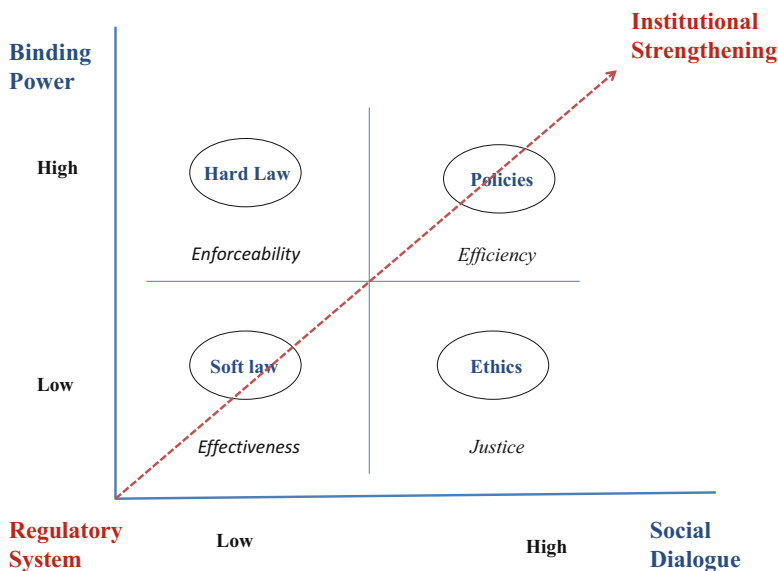 Institutional
Strengthening
Binding
Power
High
Hard Law
Policies
Enforceability
Efficiency
Low
Soft law
Ethics
Effectiveness
Justice
Regulatory
System
Low
High
Social
Dialogue